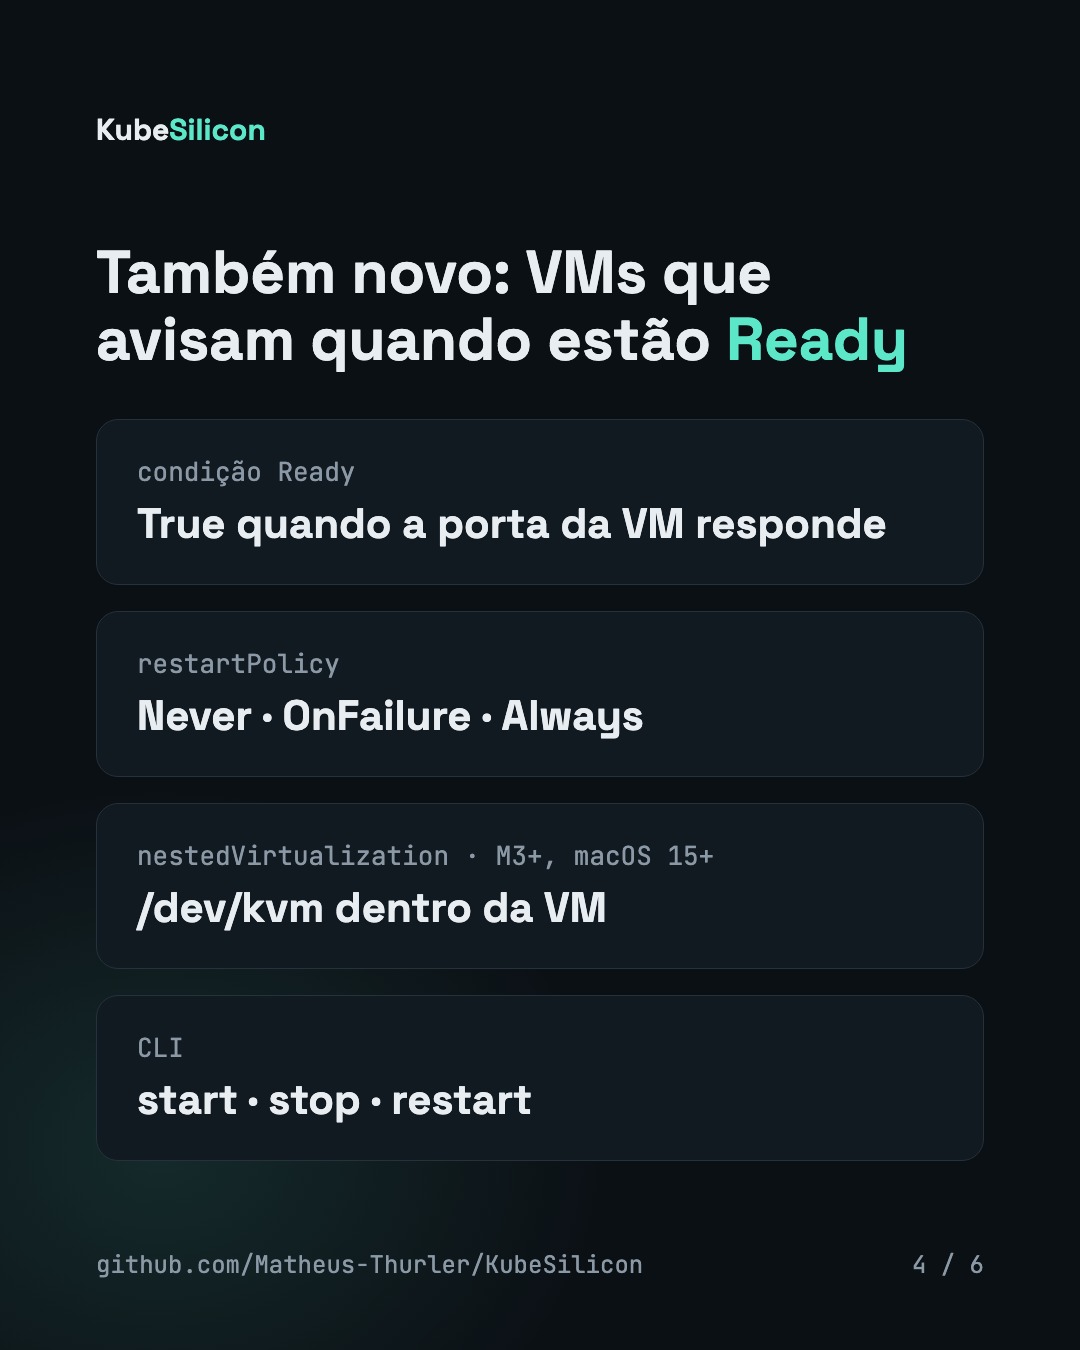 KubeSilicon
Também novo: VMs que
avisam quando estão Ready
condição Ready
True quando a porta da VM responde
restartPolicy
Never · OnFailure · Always
nestedVirtualization · M3+, macOS 15+
/dev/kvm dentro da VM
CLI
start · stop · restart
github.com/Matheus-Thurler/KubeSilicon
4 / 6